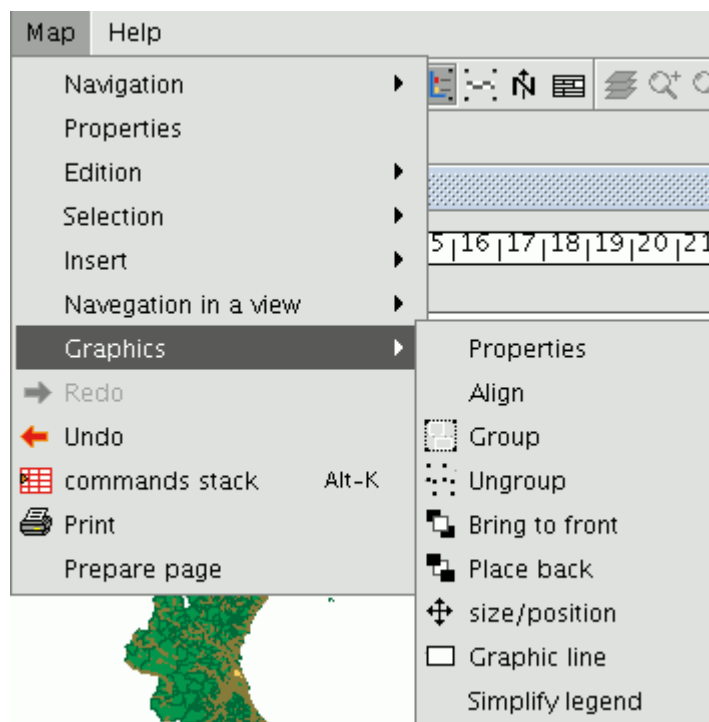 Map Help
Navigation
Properties
Edition
Selection
Insert
Navegation in a view
Graphics
Redo
Undo
commands stack Alt-K
Print
Prepare page
N
5 16 17 18 19 20 21
Properties
Align
Group
Ungroup
Bring to front
Place back
size/position
Graphic line
Simplify legend